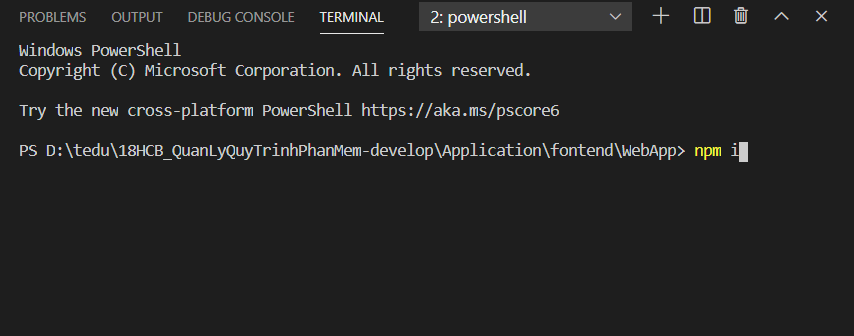 PROBLEMS OUTPUT DEBUG CONSOLE TERMINAL 2: powershell
Windows PowerShell
Copyright (C) Microsoft Corporation. All rights reserved.
Try the new cross-platform PowerShell https://aka.ms/pscore6
PS D:\tedu\18HCB_QuanLyQuyTrinhPhanMem-develop\Application\fontend\WebApp> npm i